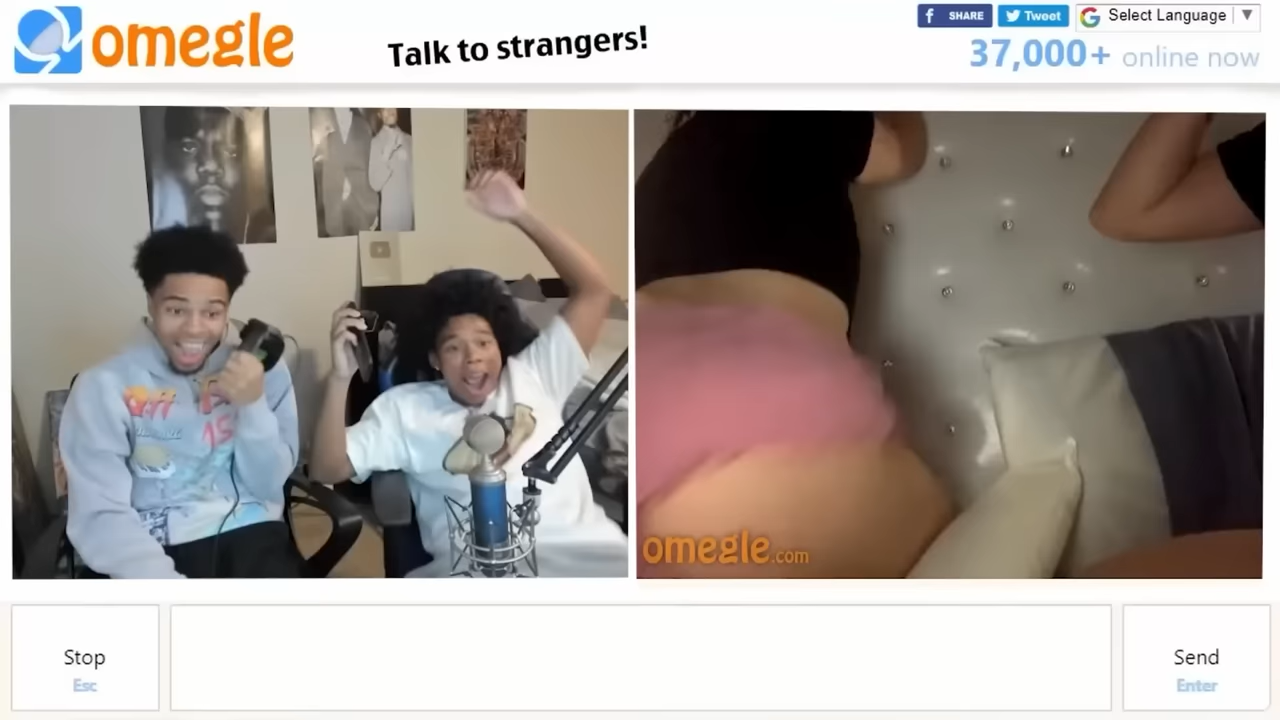 omegle
Talk to strangers!
SHARE
Tweet
Select Language
37,000+ online now
omegle.com
Stop
Esc
Send
Enter